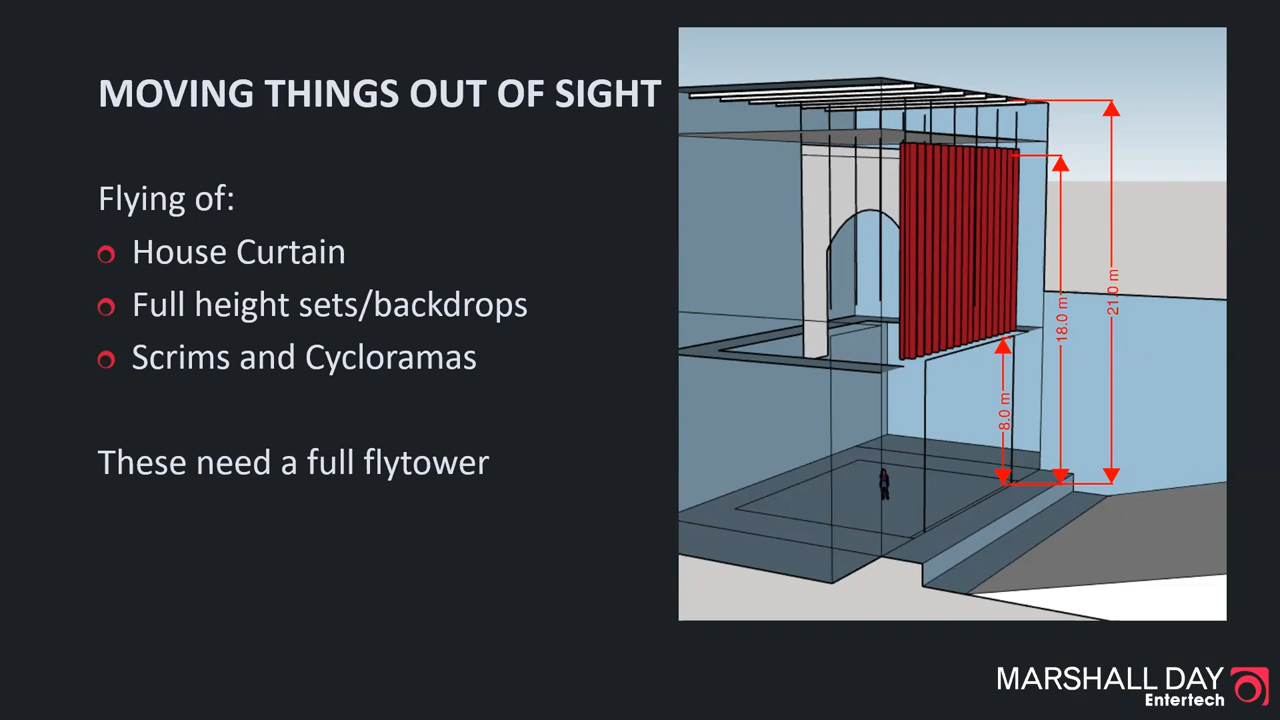 MOVING THINGS OUT OF SIGHT
Flying of:
House Curtain
Full height sets/backdrops
Scrims and Cycloramas
These need a full flytower
8.0 m
18.0 m
21.0 m
MARSHALL DAY
Entertech